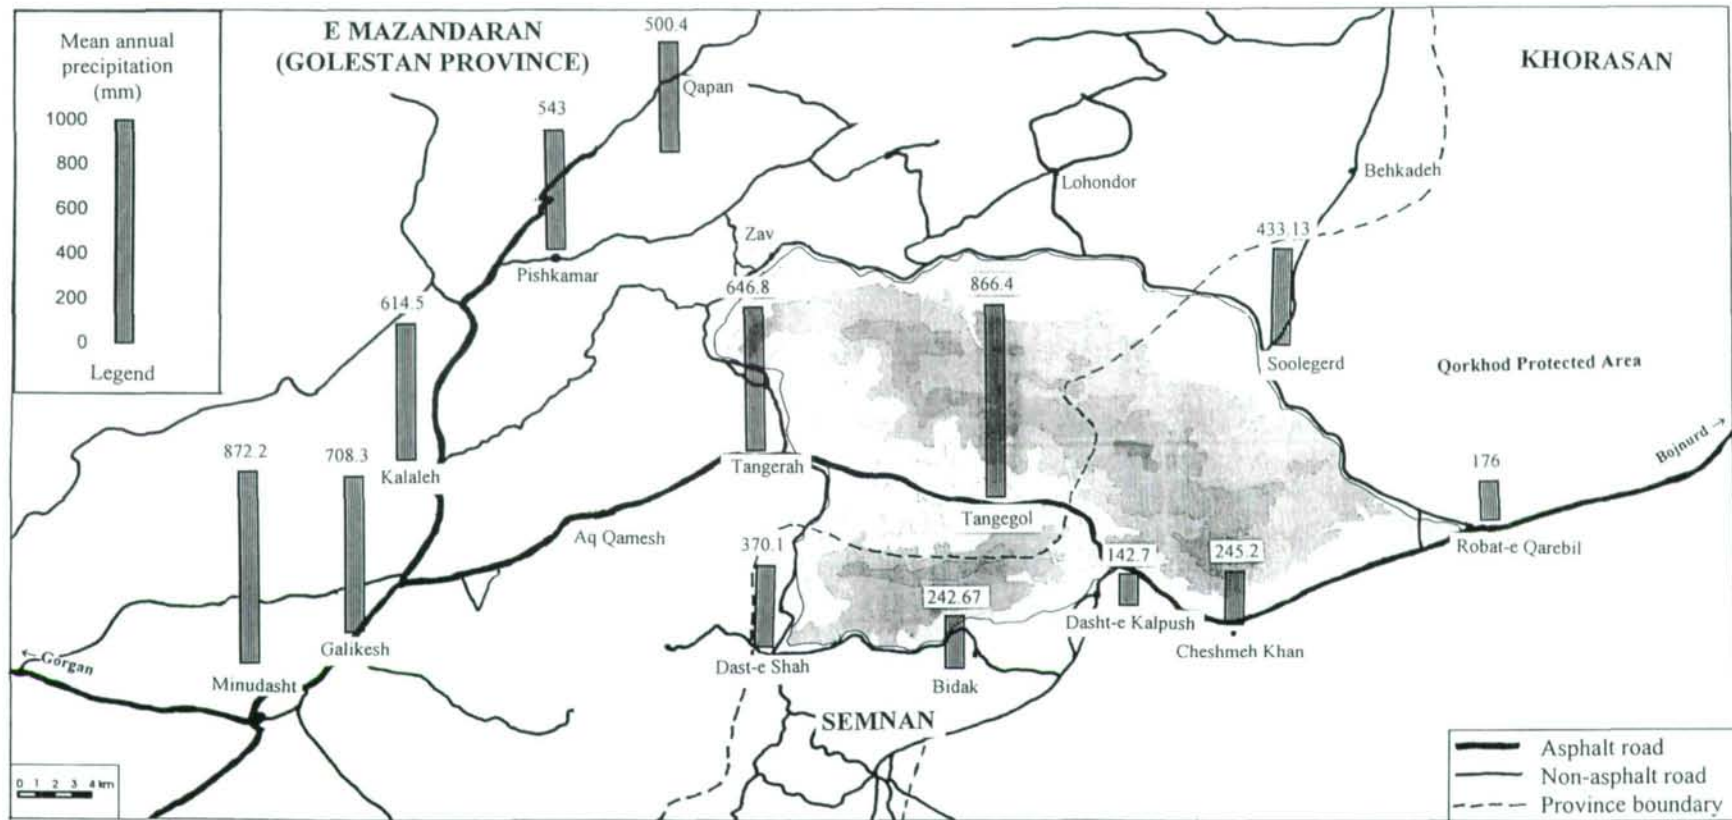 Mean annual
precipitation
(mm)
1000
800
600
400
200
0
Legend
E MAZANDARAN
(GOLESTAN PROVINCE)
KHORASAN
500.4
Qapan
543
Pishkamar
Zav
Lohondor
Behkadeh
433.13
Soolegerd
Qorkhod Protected Area
614.5
Kalaleh
646.8
Tangerah
866.4
Tangegol
872.2
Minudasht
708.3
Galikesh
Aq Qamesh
370.1
Dast-e Shah
242.67
Bidak
142.7
Dasht-e Kalpush
245.2
Cheshmeh Khan
176
Robat-e Qarebil
Bojnurd →
← Gorgan
SEMNAN
0 1 2 3 4 km
Asphalt road
Non-asphalt road
Province boundary